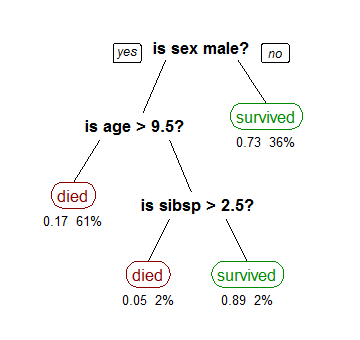 yes is sex male? no
survived
0.73 36%
is age > 9.5?
died
0.17 61%
is sibsp > 2.5?
died survived
0.05 2% 0.89 2%